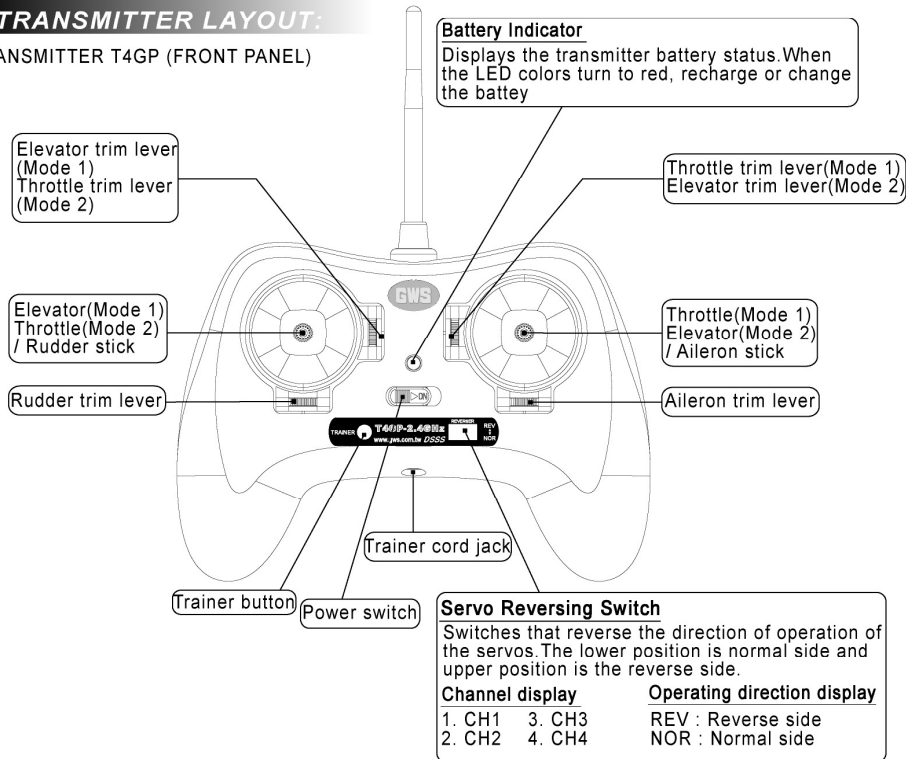 TRANSMITTER LAYOUT:
ANSMITTER T4GP (FRONT PANEL)
Battery Indicator
Displays the transmitter battery status.When
the LED colors turn to red, recharge or change
the battey
Elevator trim lever
(Mode 1)
Throttle trim lever
(Mode 2)
Throttle trim lever(Mode 1)
Elevator trim lever(Mode 2)
GWS
Elevator(Mode 1)
Throttle(Mode 2)
/ Rudder stick
Throttle(Mode 1)
Elevator(Mode 2)
/ Aileron stick
ON
Rudder trim lever
Aileron trim lever
TRAINER
T4GP-2.4GHz
www.gws.com.tw DSSS
REVERSER
REV
NOR
Trainer cord jack
Trainer button
Power switch
Servo Reversing Switch
Switches that reverse the direction of operation of
the servos.The lower position is normal side and
upper position is the reverse side.
Channel display
1. CH1 3. CH3
2. CH2 4. CH4
Operating direction display
REV : Reverse side
NOR : Normal side